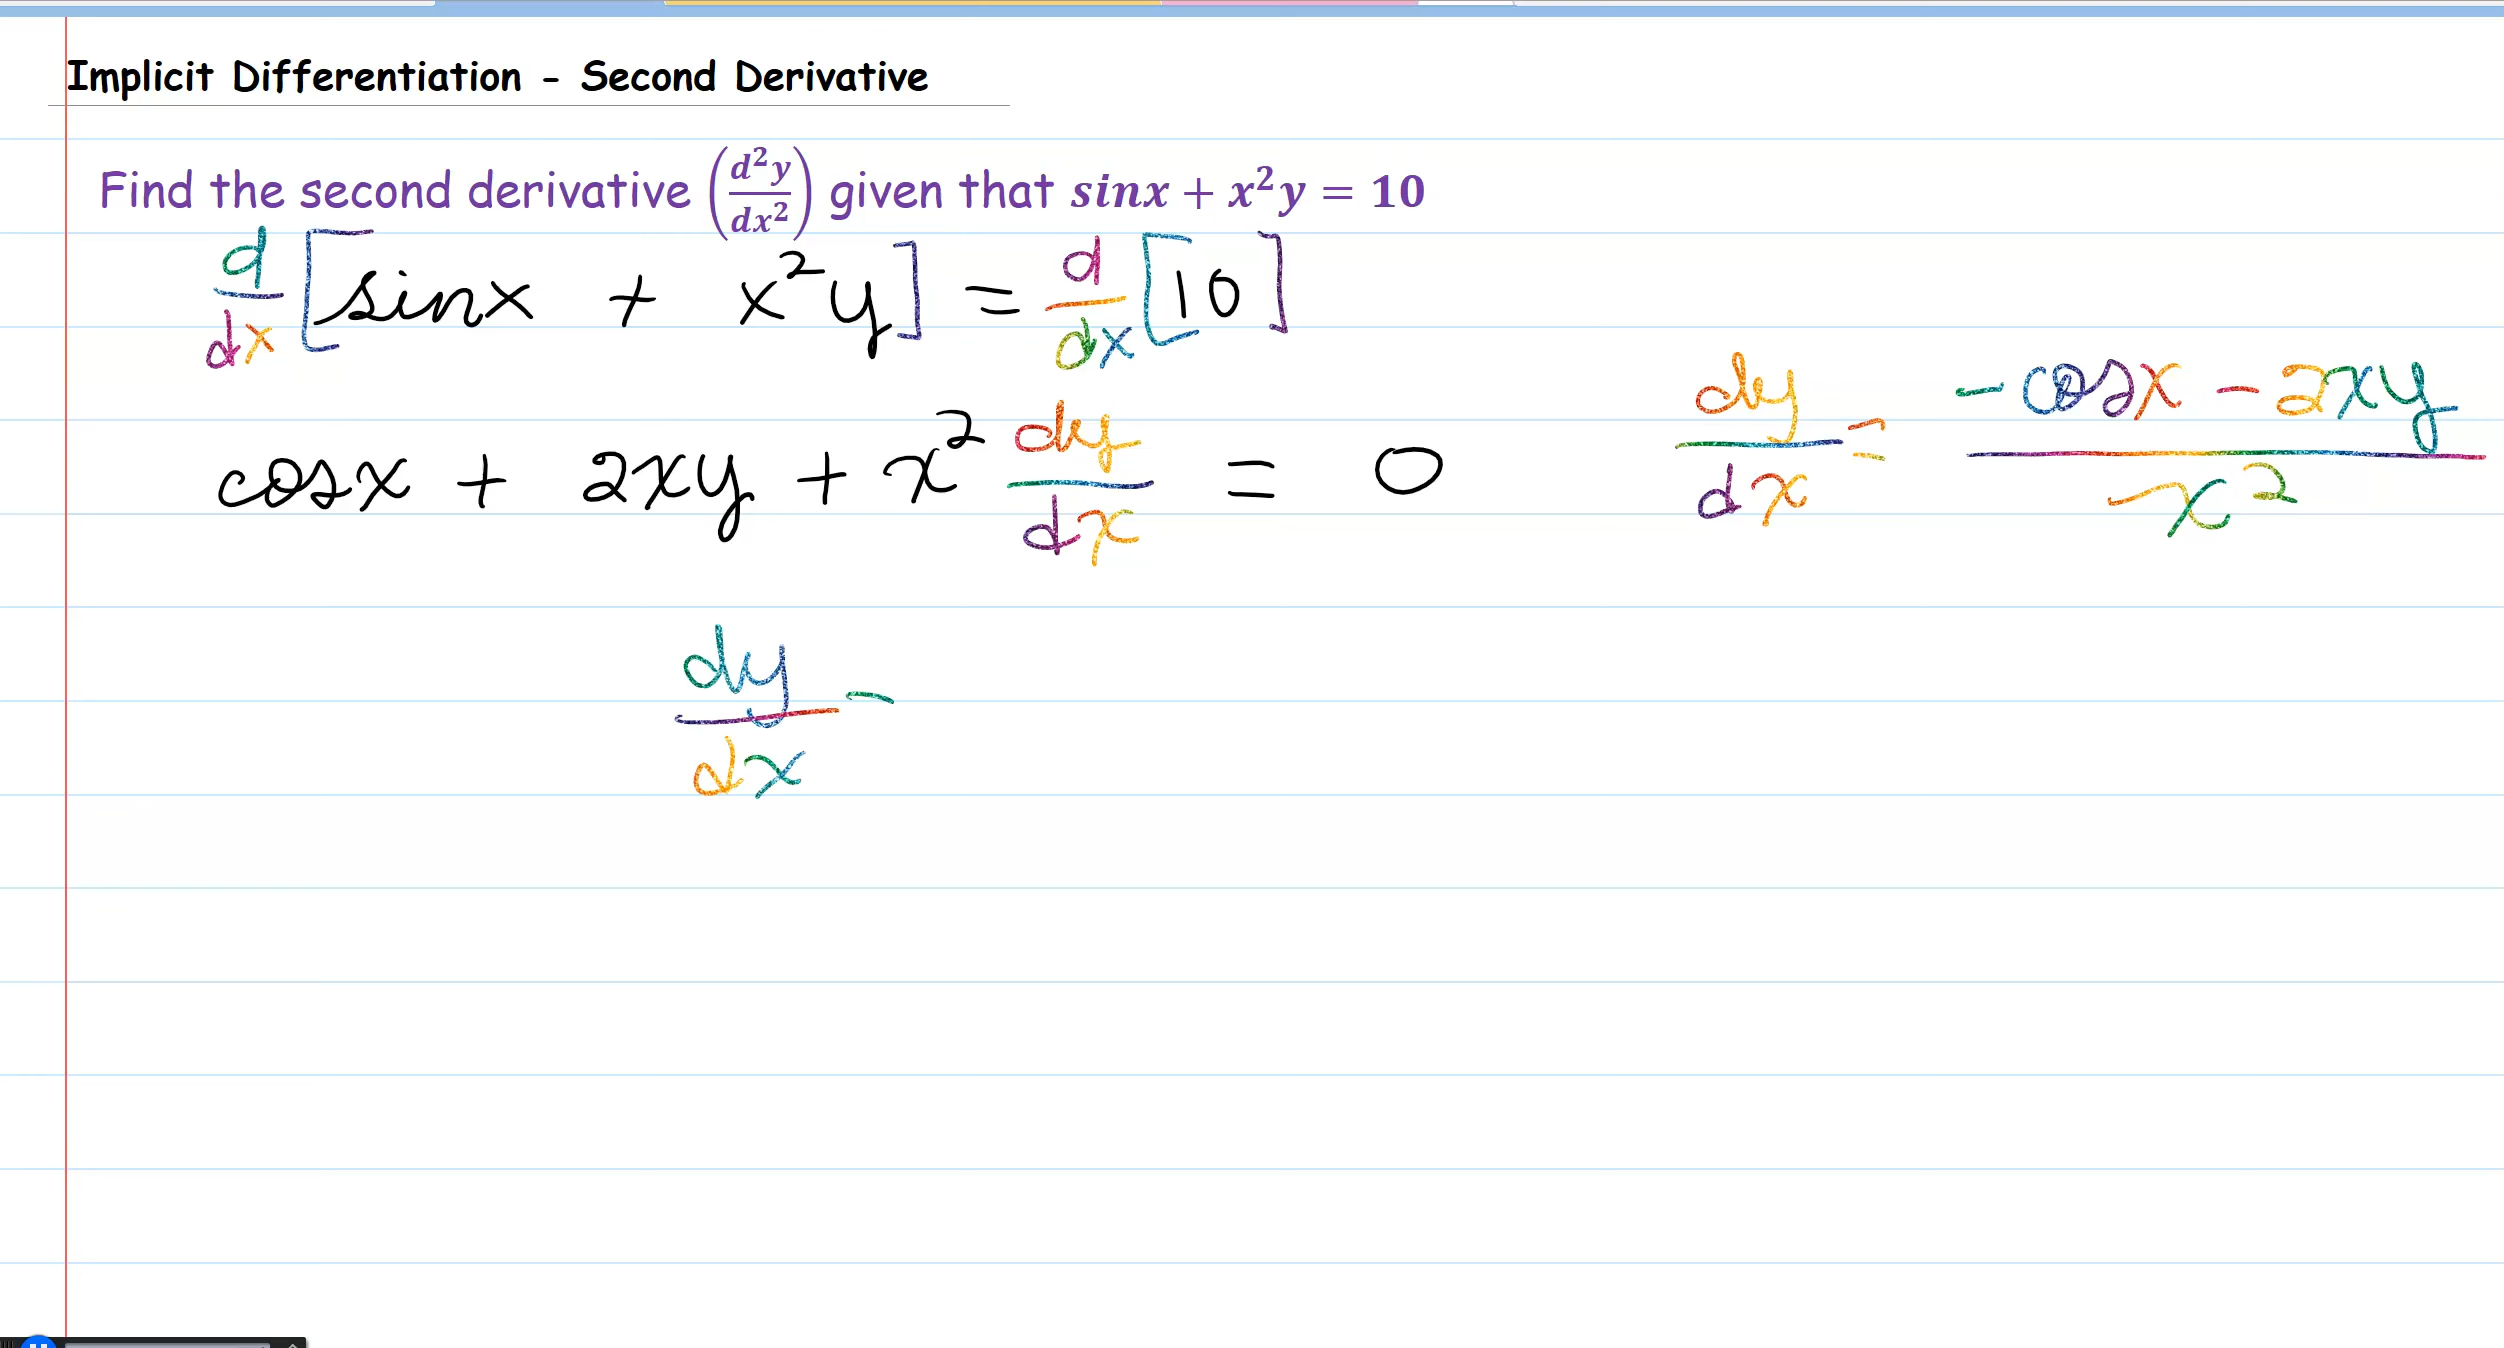 Implicit Differentiation - Second Derivative
Find the second derivative (d²y/dx²) given that sinx + x²y = 10
d/dx [sinx + x²y] = d/dx [10]
cosx + 2xy + x² dy/dx = 0
dy/dx = (-cosx - 2xy)/x²
dy/dx -